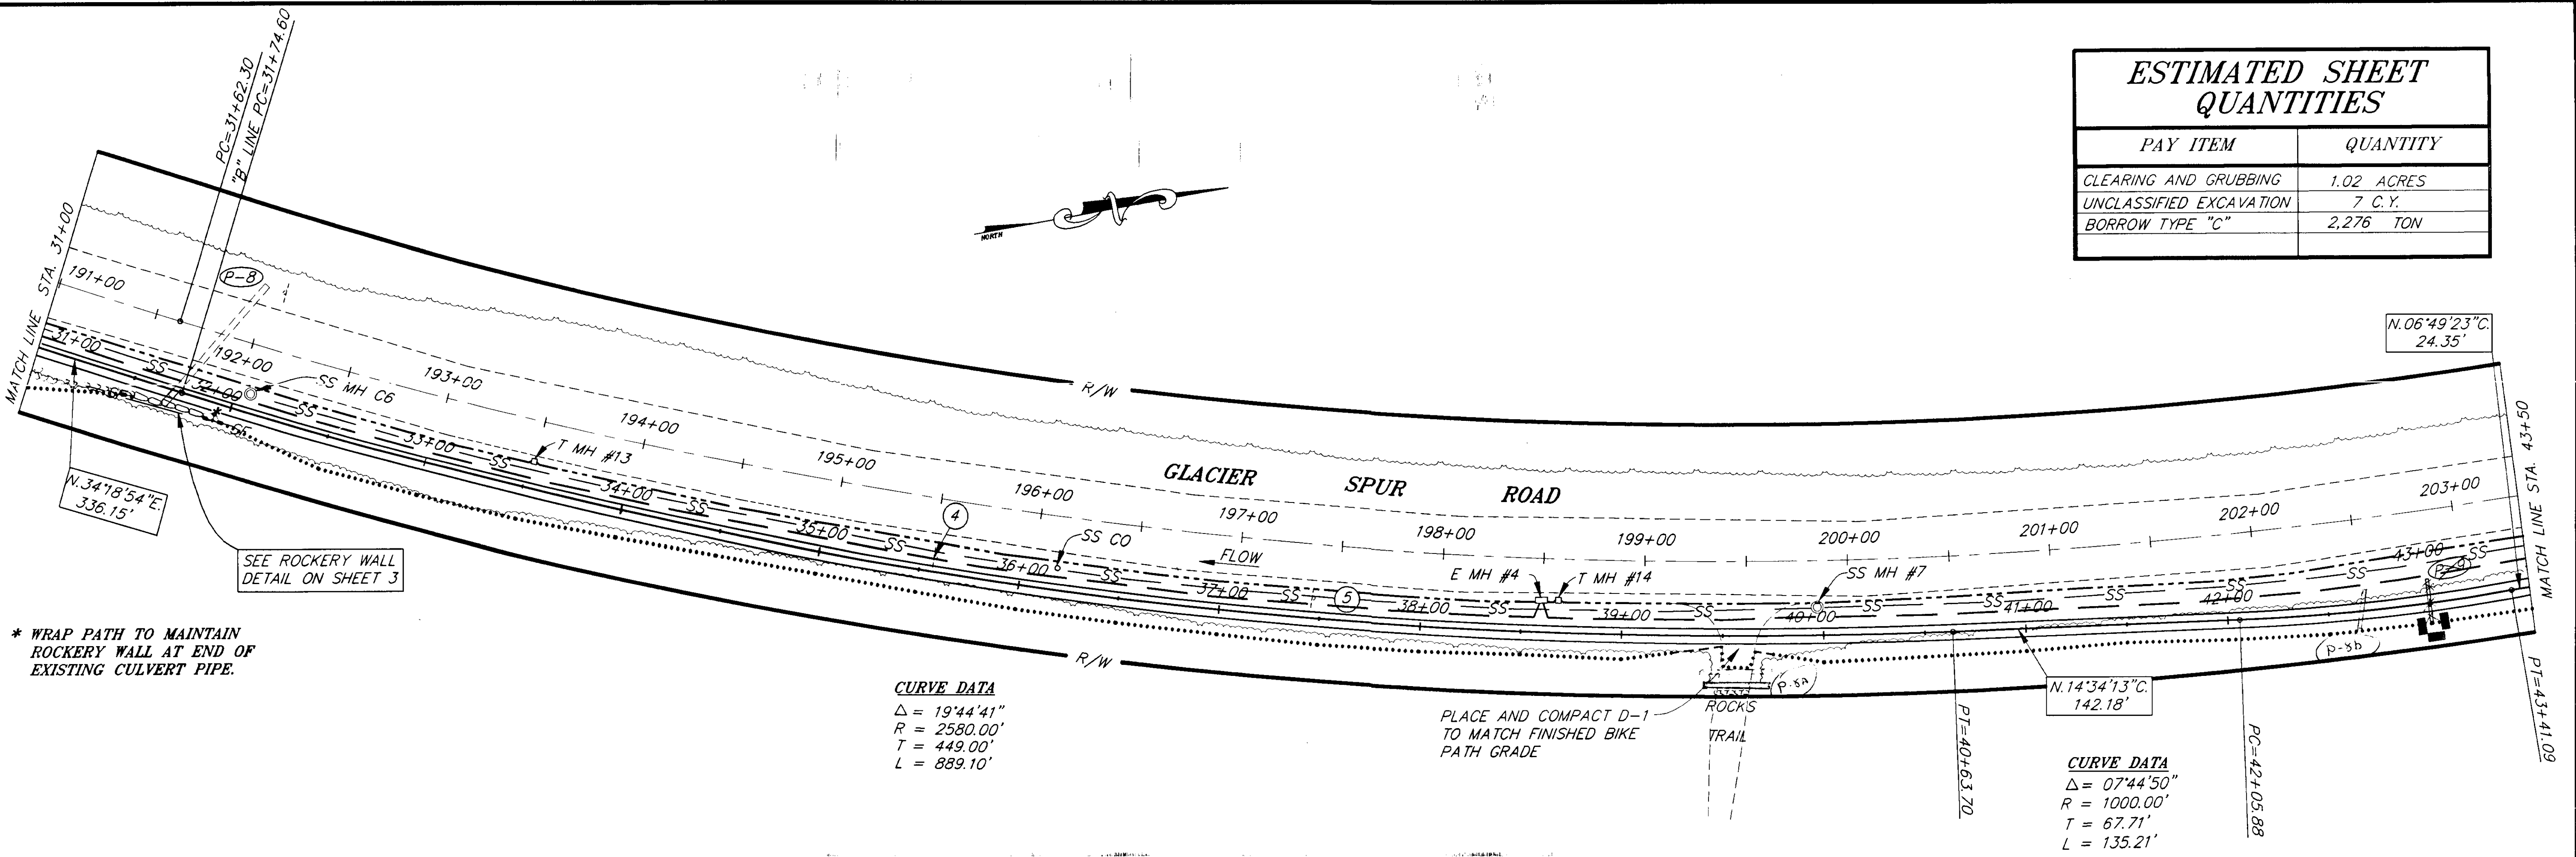 PC=31+62.30
"B" LINE PC=31+74.60
ESTIMATED SHEET
QUANTITIES
PAY ITEM QUANTITY
CLEARING AND GRUBBING 1.02 ACRES
UNCLASSIFIED EXCAVATION 7 C.Y.
BORROW TYPE "C" 2,276 TON
NORTH
MATCH LINE STA. 31+00
191+00
P-8
192+00
193+00
194+00
195+00
196+00
197+00
198+00
199+00
200+00
201+00
202+00
203+00
R/W
GLACIER SPUR ROAD
31+00
SS
32+00
SS MH C6
SS
33+00
SS
T MH #13
34+00
SS
35+00
SS
4
36+00
SS CO
SS
FLOW
37+00
SS
5
38+00
SS
E MH #4
T MH #14
39+00
SS
40+00
SS MH #7
SS
SS
41+00
SS
42+00
SS
SS
43+00
SS
P-9
N.06°49'23"C.
24.35'
MATCH LINE STA. 43+50
PT=43+41.09
N.34°18'54"E.
336.15'
SEE ROCKERY WALL
DETAIL ON SHEET 3
* WRAP PATH TO MAINTAIN
ROCKERY WALL AT END OF
EXISTING CULVERT PIPE.
R/W
CURVE DATA
Δ = 19°44'41"
R = 2580.00'
T = 449.00'
L = 889.10'
PLACE AND COMPACT D-1
TO MATCH FINISHED BIKE
PATH GRADE
P-8A
ROCKS
TRAIL
PT=40+63.70
N.14°34'13"C.
142.18'
P-8b
PC=42+05.88
CURVE DATA
Δ = 07°44'50"
R = 1000.00'
T = 67.71'
L = 135.21'